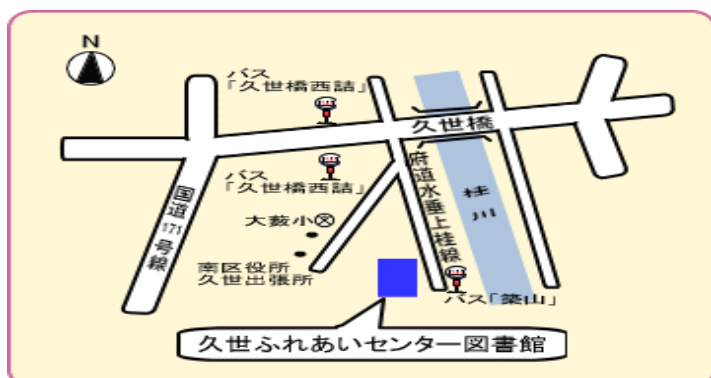 N
バス
「久世橋西詰」
久世橋
バス
「久世橋西詰」
府道水垂上桂線
桂川
国道171号線
大薮小
南区役所
久世出張所
バス「築山」
久世ふれあいセンター図書館